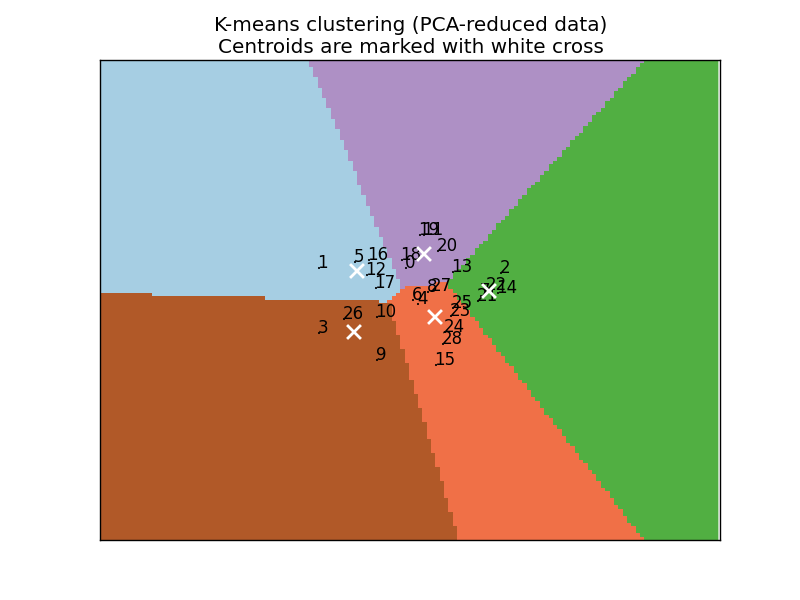 K-means clustering (PCA-reduced data)
Centroids are marked with white cross
19 11
20
5 16 18
1 12 0 13 2
17 8 27 22 14
6 4 21
10 25 23
26
3 24
28
9 15